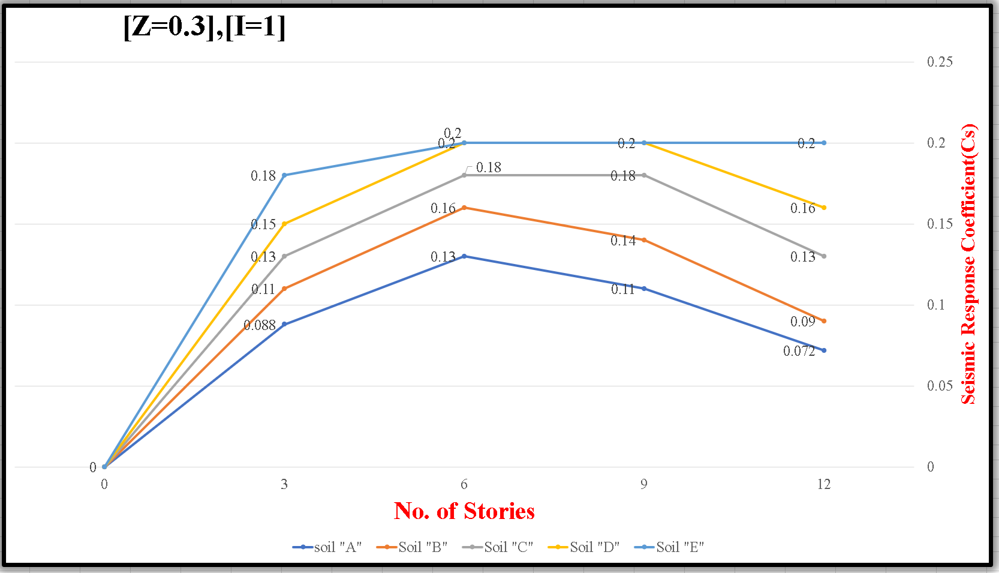 [Z=0.3],[I=1]
0.25
0.2
0.2 0.2 0.2 0.2
0.18 0.18 0.18
0.16 0.16
0.15 0.15
0.14
0.13 0.13 0.13
0.11 0.11
0.1
0.09
0.088
0.072
0.05
0 0
0 3 6 9 12
Seismic Response Coefficient(Cs)
No. of Stories
soil "A" Soil "B" Soil "C" Soil "D" Soil "E"